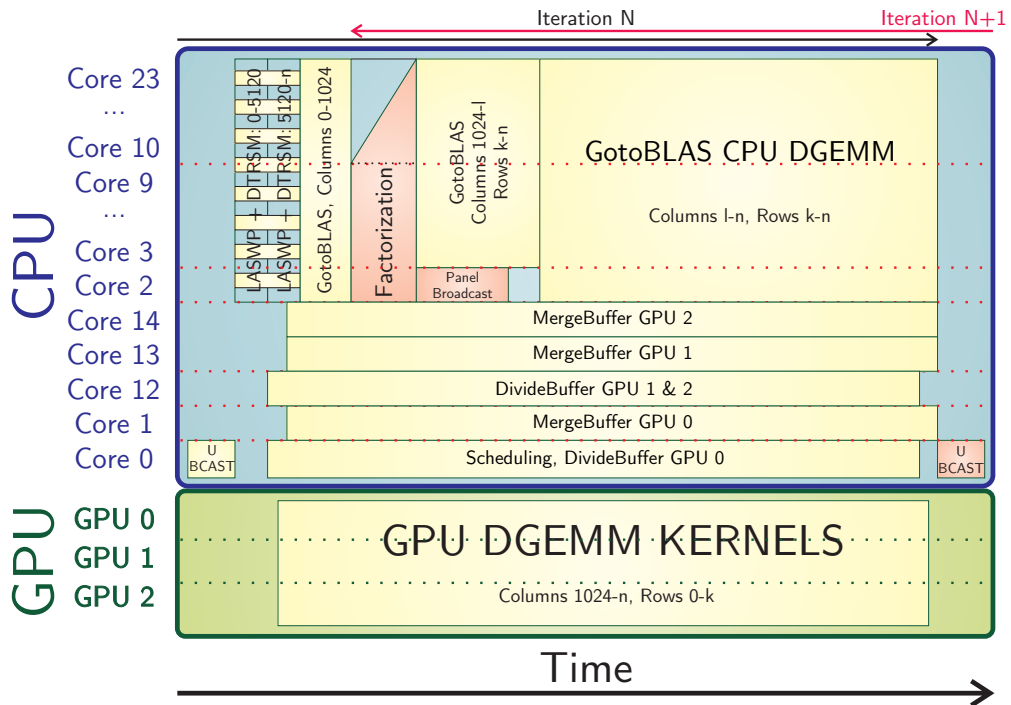 Iteration N
Iteration N+1
CPU
Core 23
...
Core 10
Core 9
...
Core 3
Core 2
Core 14
Core 13
Core 12
Core 1
Core 0
LASWP + DTRSM: 0-5120
LASWP + DTRSM: 5120-n
GotoBLAS, Columns 0-1024
Factorization
GotoBLAS
Columns 1024-l
Rows k-n
Panel
Broadcast
GotoBLAS CPU DGEMM
Columns l-n, Rows k-n
MergeBuffer GPU 2
MergeBuffer GPU 1
DivideBuffer GPU 1 & 2
MergeBuffer GPU 0
U
BCAST
Scheduling, DivideBuffer GPU 0
U
BCAST
GPU
GPU 0
GPU 1
GPU 2
GPU DGEMM KERNELS
Columns 1024-n, Rows 0-k
Time